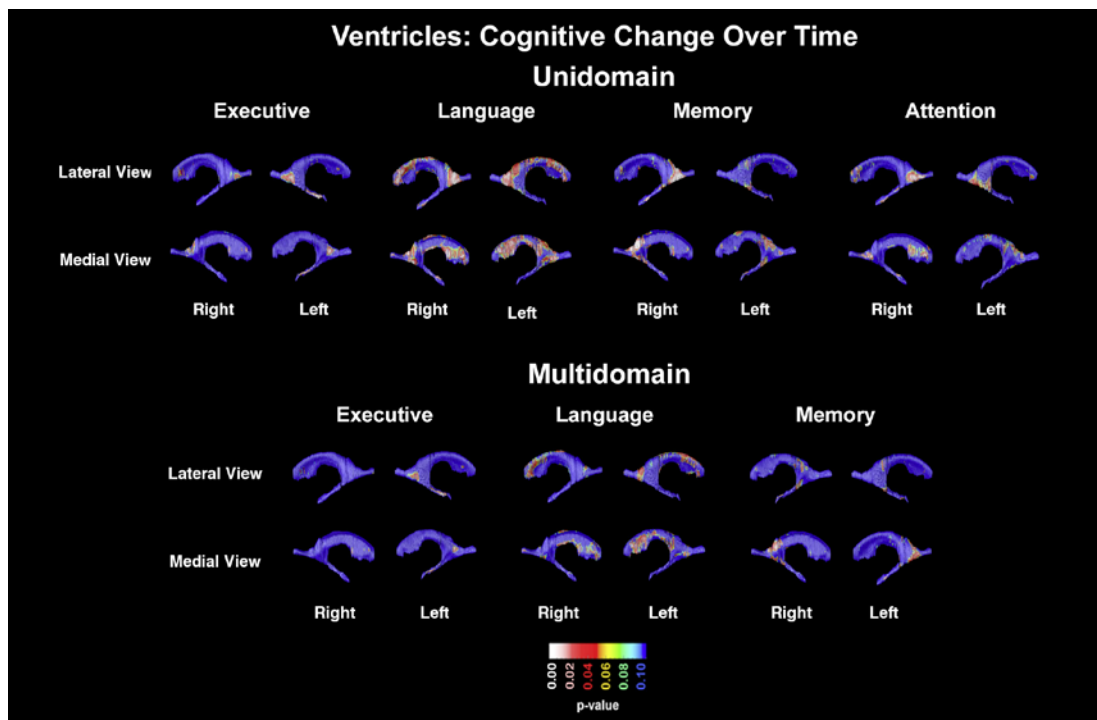 Ventricles: Cognitive Change Over Time
Unidomain
Executive Language Memory Attention
Lateral View
Medial View
Right Left Right Left Right Left Right Left
Multidomain
Executive Language Memory
Lateral View
Medial View
Right Left Right Left Right Left
0.00 0.02 0.04 0.06 0.08 0.10
p-value